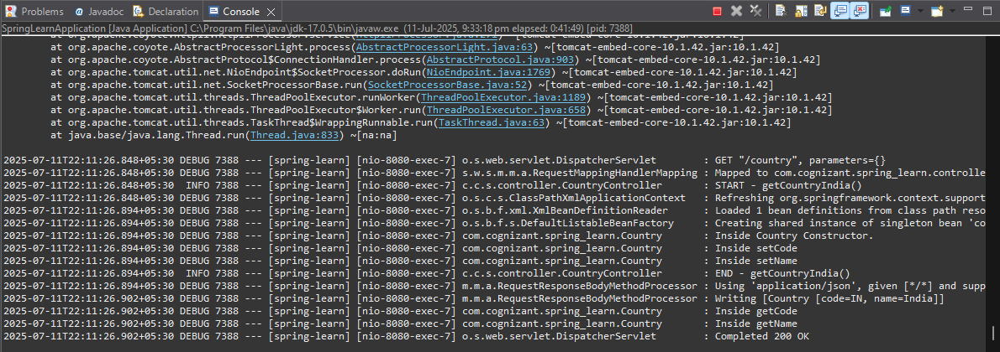 Problems @ Javadoc Declaration Console
SpringLearnApplication [Java Application] C:\Program Files\java\jdk-17.0.5\bin\javaw.exe (11-Jul-2025, 9:33:18 pm elapsed: 0:41:49) [pid: 7388]
at org.apache.coyote.AbstractProcessorLight.process(AbstractProcessorLight.java:63) ~[tomcat-embed-core-10.1.42.jar:10.1.42]
at org.apache.coyote.AbstractProtocol$ConnectionHandler.process(AbstractProtocol.java:903) ~[tomcat-embed-core-10.1.42.jar:10.1.42]
at org.apache.tomcat.util.net.NioEndpoint$SocketProcessor.doRun(NioEndpoint.java:1769) ~[tomcat-embed-core-10.1.42.jar:10.1.42]
at org.apache.tomcat.util.net.SocketProcessorBase.run(SocketProcessorBase.java:52) ~[tomcat-embed-core-10.1.42.jar:10.1.42]
at org.apache.tomcat.util.threads.ThreadPoolExecutor.runWorker(ThreadPoolExecutor.java:1189) ~[tomcat-embed-core-10.1.42.jar:10.1.42]
at org.apache.tomcat.util.threads.ThreadPoolExecutor$Worker.run(ThreadPoolExecutor.java:658) ~[tomcat-embed-core-10.1.42.jar:10.1.42]
at org.apache.tomcat.util.threads.TaskThread$WrappingRunnable.run(TaskThread.java:63) ~[tomcat-embed-core-10.1.42.jar:10.1.42]
at java.base/java.lang.Thread.run(Thread.java:833) ~[na:na]
2025-07-11T22:11:26.848+05:30 DEBUG 7388 --- [spring-learn] [nio-8080-exec-7] o.s.web.servlet.DispatcherServlet : GET "/country", parameters={}
2025-07-11T22:11:26.848+05:30 DEBUG 7388 --- [spring-learn] [nio-8080-exec-7] s.w.s.m.m.a.RequestMappingHandlerMapping : Mapped to com.cognizant.spring_learn.controlle
2025-07-11T22:11:26.848+05:30 INFO 7388 --- [spring-learn] [nio-8080-exec-7] c.c.s.controller.CountryController : START - getCountryIndia()
2025-07-11T22:11:26.848+05:30 DEBUG 7388 --- [spring-learn] [nio-8080-exec-7] o.s.c.s.ClassPathXmlApplicationContext : Refreshing org.springframework.context.support
2025-07-11T22:11:26.894+05:30 DEBUG 7388 --- [spring-learn] [nio-8080-exec-7] o.s.b.f.xml.XmlBeanDefinitionReader : Loaded 1 bean definitions from class path reso
2025-07-11T22:11:26.894+05:30 DEBUG 7388 --- [spring-learn] [nio-8080-exec-7] o.s.b.f.s.DefaultListableBeanFactory : Creating shared instance of singleton bean 'co
2025-07-11T22:11:26.894+05:30 DEBUG 7388 --- [spring-learn] [nio-8080-exec-7] com.cognizant.spring_learn.Country : Inside Country Constructor.
2025-07-11T22:11:26.894+05:30 DEBUG 7388 --- [spring-learn] [nio-8080-exec-7] com.cognizant.spring_learn.Country : Inside setCode
2025-07-11T22:11:26.894+05:30 DEBUG 7388 --- [spring-learn] [nio-8080-exec-7] com.cognizant.spring_learn.Country : Inside setName
2025-07-11T22:11:26.894+05:30 INFO 7388 --- [spring-learn] [nio-8080-exec-7] c.c.s.controller.CountryController : END - getCountryIndia()
2025-07-11T22:11:26.894+05:30 DEBUG 7388 --- [spring-learn] [nio-8080-exec-7] m.m.a.RequestResponseBodyMethodProcessor : Using 'application/json', given [*/*] and supp
2025-07-11T22:11:26.902+05:30 DEBUG 7388 --- [spring-learn] [nio-8080-exec-7] m.m.a.RequestResponseBodyMethodProcessor : Writing [Country [code=IN, name=India]]
2025-07-11T22:11:26.902+05:30 DEBUG 7388 --- [spring-learn] [nio-8080-exec-7] com.cognizant.spring_learn.Country : Inside getCode
2025-07-11T22:11:26.902+05:30 DEBUG 7388 --- [spring-learn] [nio-8080-exec-7] com.cognizant.spring_learn.Country : Inside getName
2025-07-11T22:11:26.902+05:30 DEBUG 7388 --- [spring-learn] [nio-8080-exec-7] o.s.web.servlet.DispatcherServlet : Completed 200 OK